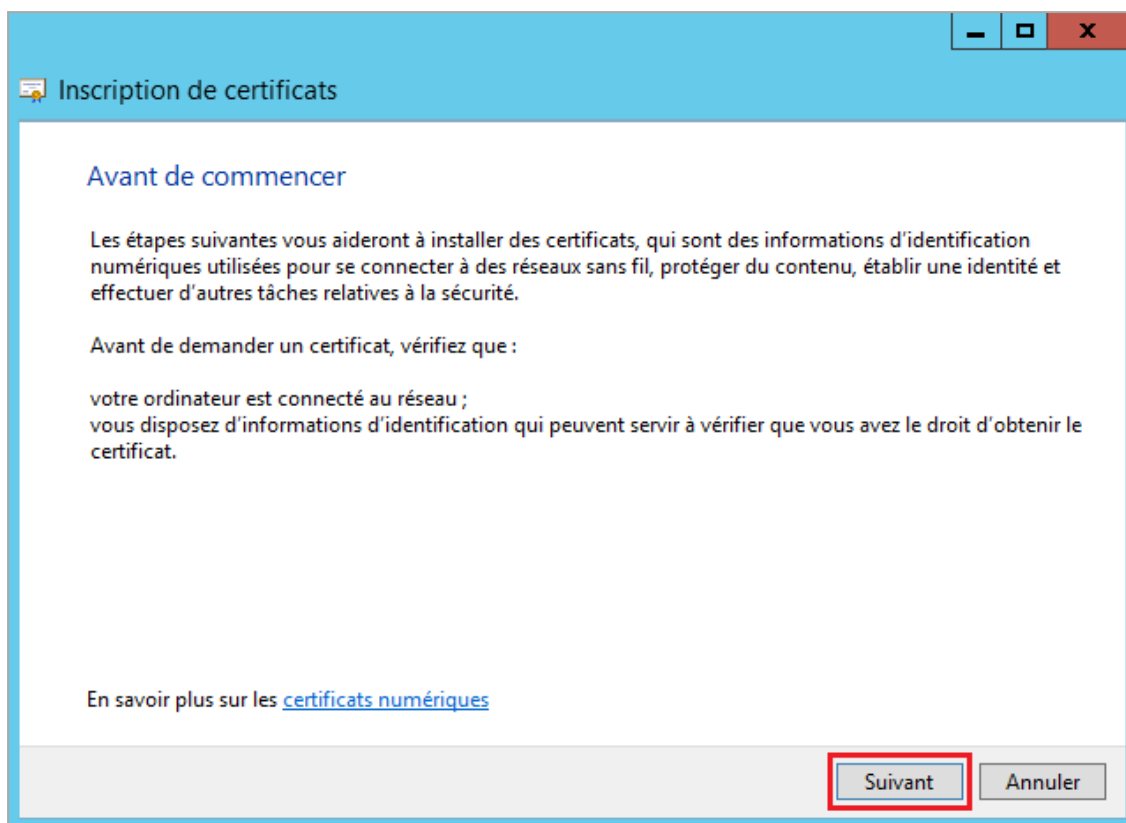 Inscription de certificats
Avant de commencer
Les étapes suivantes vous aideront à installer des certificats, qui sont des informations d'identification
numériques utilisées pour se connecter à des réseaux sans fil, protéger du contenu, établir une identité et
effectuer d'autres tâches relatives à la sécurité.
Avant de demander un certificat, vérifiez que :
votre ordinateur est connecté au réseau ;
vous disposez d'informations d'identification qui peuvent servir à vérifier que vous avez le droit d'obtenir le
certificat.
En savoir plus sur les certificats numériques
Suivant Annuler